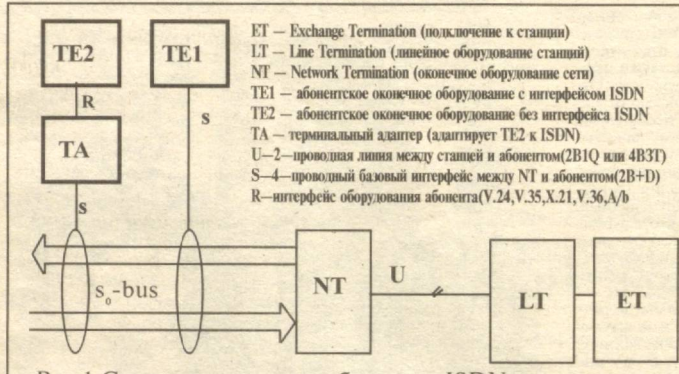 ET — Exchange Termination (подключение к станции)
LT — Line Termination (линейное оборудование станций)
NT — Network Termination (оконечное оборудование сети)
TE1 — абонентское оконечное оборудование с интерфейсом ISDN
TE2 — абонентское оконечное оборудование без интерфейса ISDN
TA — терминальный адаптер (адаптирует TE2 к ISDN)
U—2—проводная линия между станцей и абонентом(2B1Q или 4B3T)
S—4—проводный базовый интерфейс между NT и абонентом(2B+D)
R—интерфейс оборудования абонента(V.24,V.35,X.21,V.36,A/b
TE2
TE1
R
s
TA
s
s₀-bus
NT
U
LT
ET